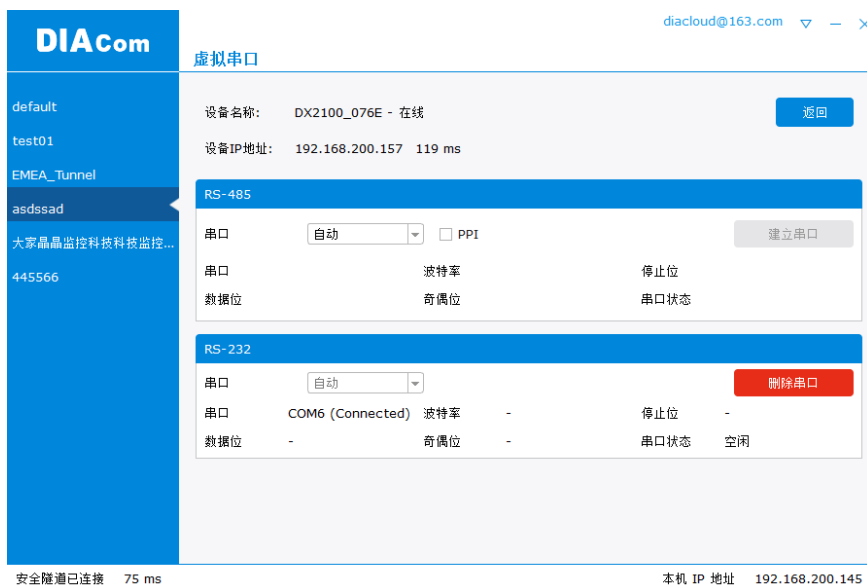 DIACom
diacloud@163.com
虚拟串口
default
test01
EMEA_Tunnel
asdssad
大家晶晶监控科技科技监控...
445566
设备名称: DX2100_076E - 在线 返回
设备IP地址: 192.168.200.157 119 ms
RS-485
串口 自动 PPI 建立串口
串口 波特率 停止位
数据位 奇偶位 串口状态
RS-232
串口 自动 删除串口
串口 COM6 (Connected) 波特率 - 停止位 -
数据位 - 奇偶位 - 串口状态 空闲
安全隧道已连接 75 ms 本机 IP 地址 192.168.200.145